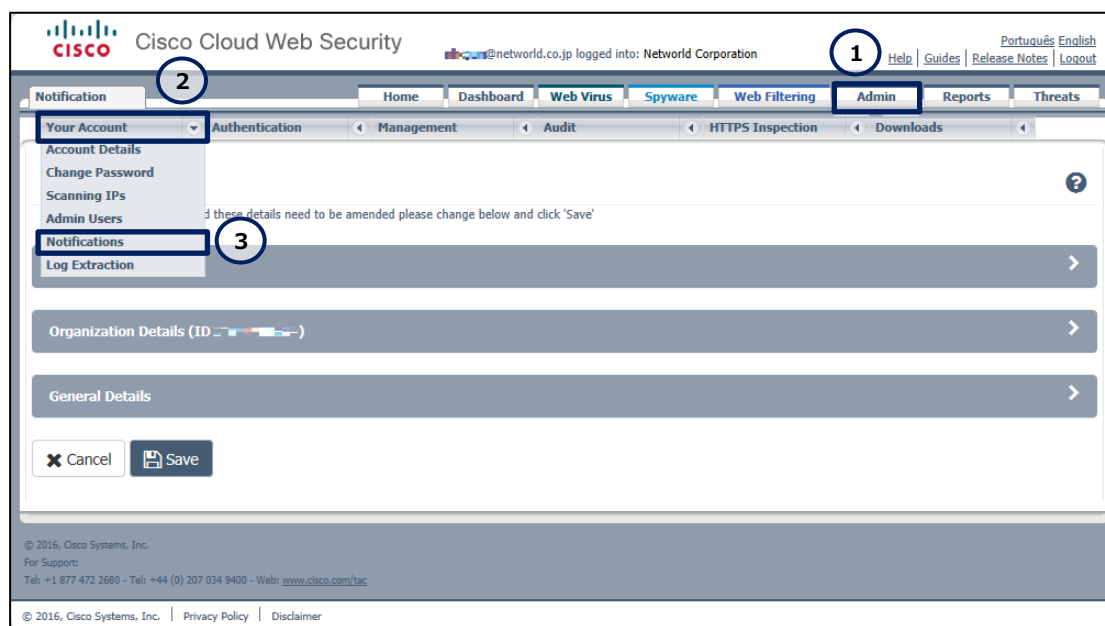 CISCO Cisco Cloud Web Security
@networld.co.jp logged into: Networld Corporation
1
Português English
Help | Guides | Release Notes | Logout
2
Notification
Home Dashboard Web Virus Spyware Web Filtering Admin Reports Threats
Your Account Authentication Management Audit HTTPS Inspection Downloads
Account Details
Change Password
Scanning IPs
Admin Users
these details need to be amended please change below and click 'Save'
Notifications
3
Log Extraction
Organization Details (ID )
General Details
Cancel Save
© 2016, Cisco Systems, Inc.
For Support:
Tel: +1 877 472 2680 - Tel: +44 (0) 207 034 9400 - Web: www.cisco.com/tac
© 2016, Cisco Systems, Inc. | Privacy Policy | Disclaimer